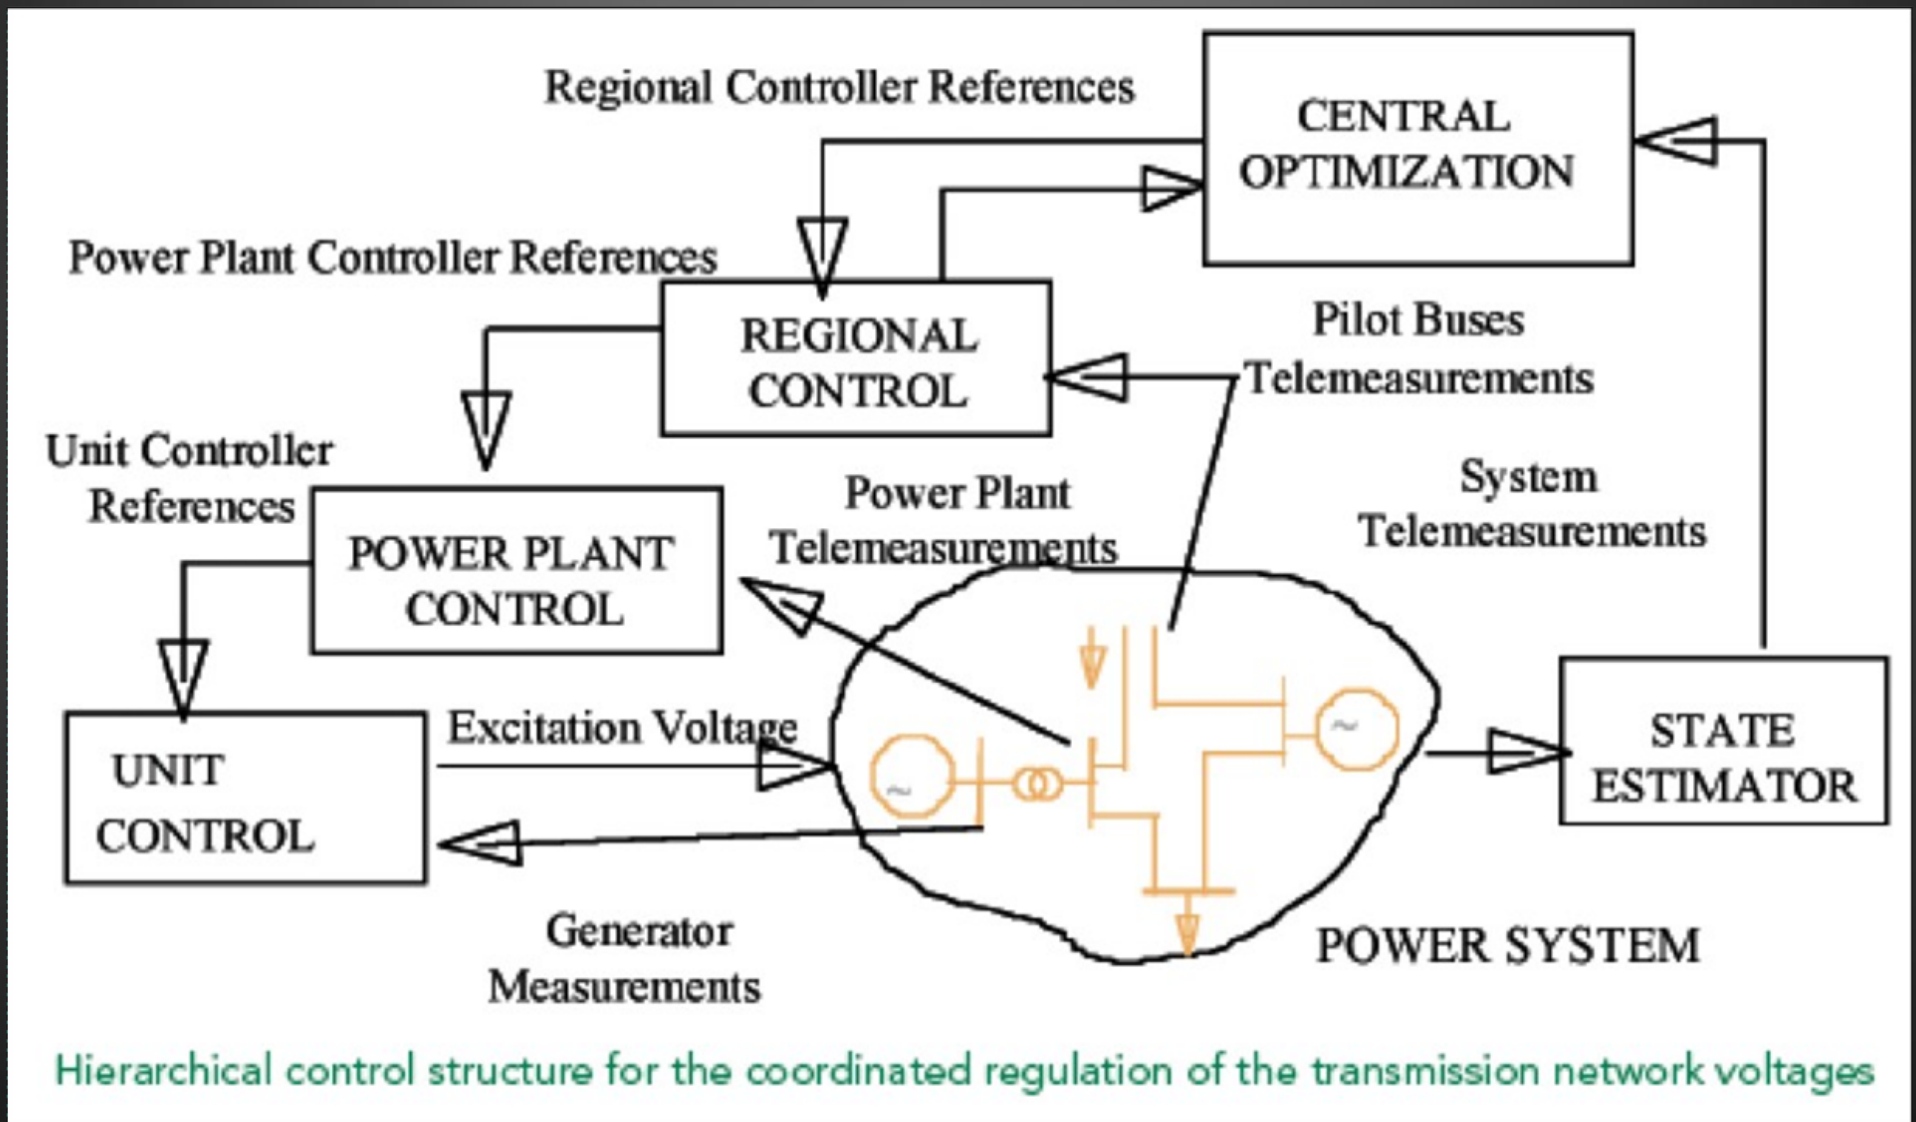 Regional Controller References
CENTRAL
OPTIMIZATION
Power Plant Controller References
REGIONAL
CONTROL
Pilot Buses
Telemeasurements
Unit Controller
References
POWER PLANT
CONTROL
Power Plant
Telemeasurements
System
Telemeasurements
UNIT
CONTROL
Excitation Voltage
~
~
STATE
ESTIMATOR
Generator
Measurements
POWER SYSTEM
Hierarchical control structure for the coordinated regulation of the transmission network voltages